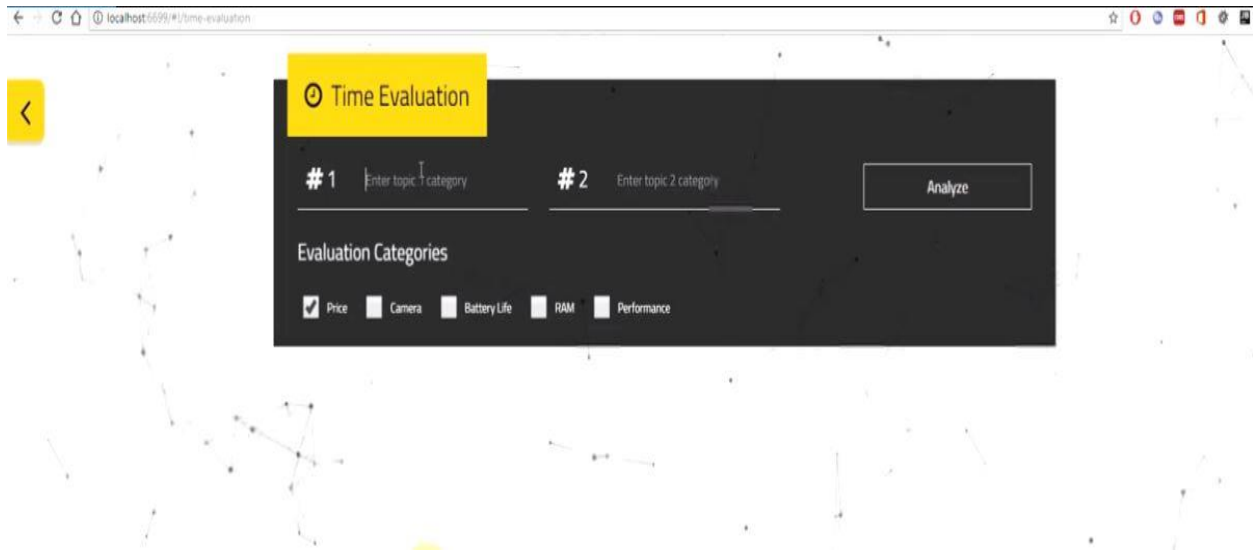 localhost:6699/#!/time-evaluation
Time Evaluation
#1 Enter topic 1 category #2 Enter topic 2 category Analyze
Evaluation Categories
Price Camera Battery Life RAM Performance